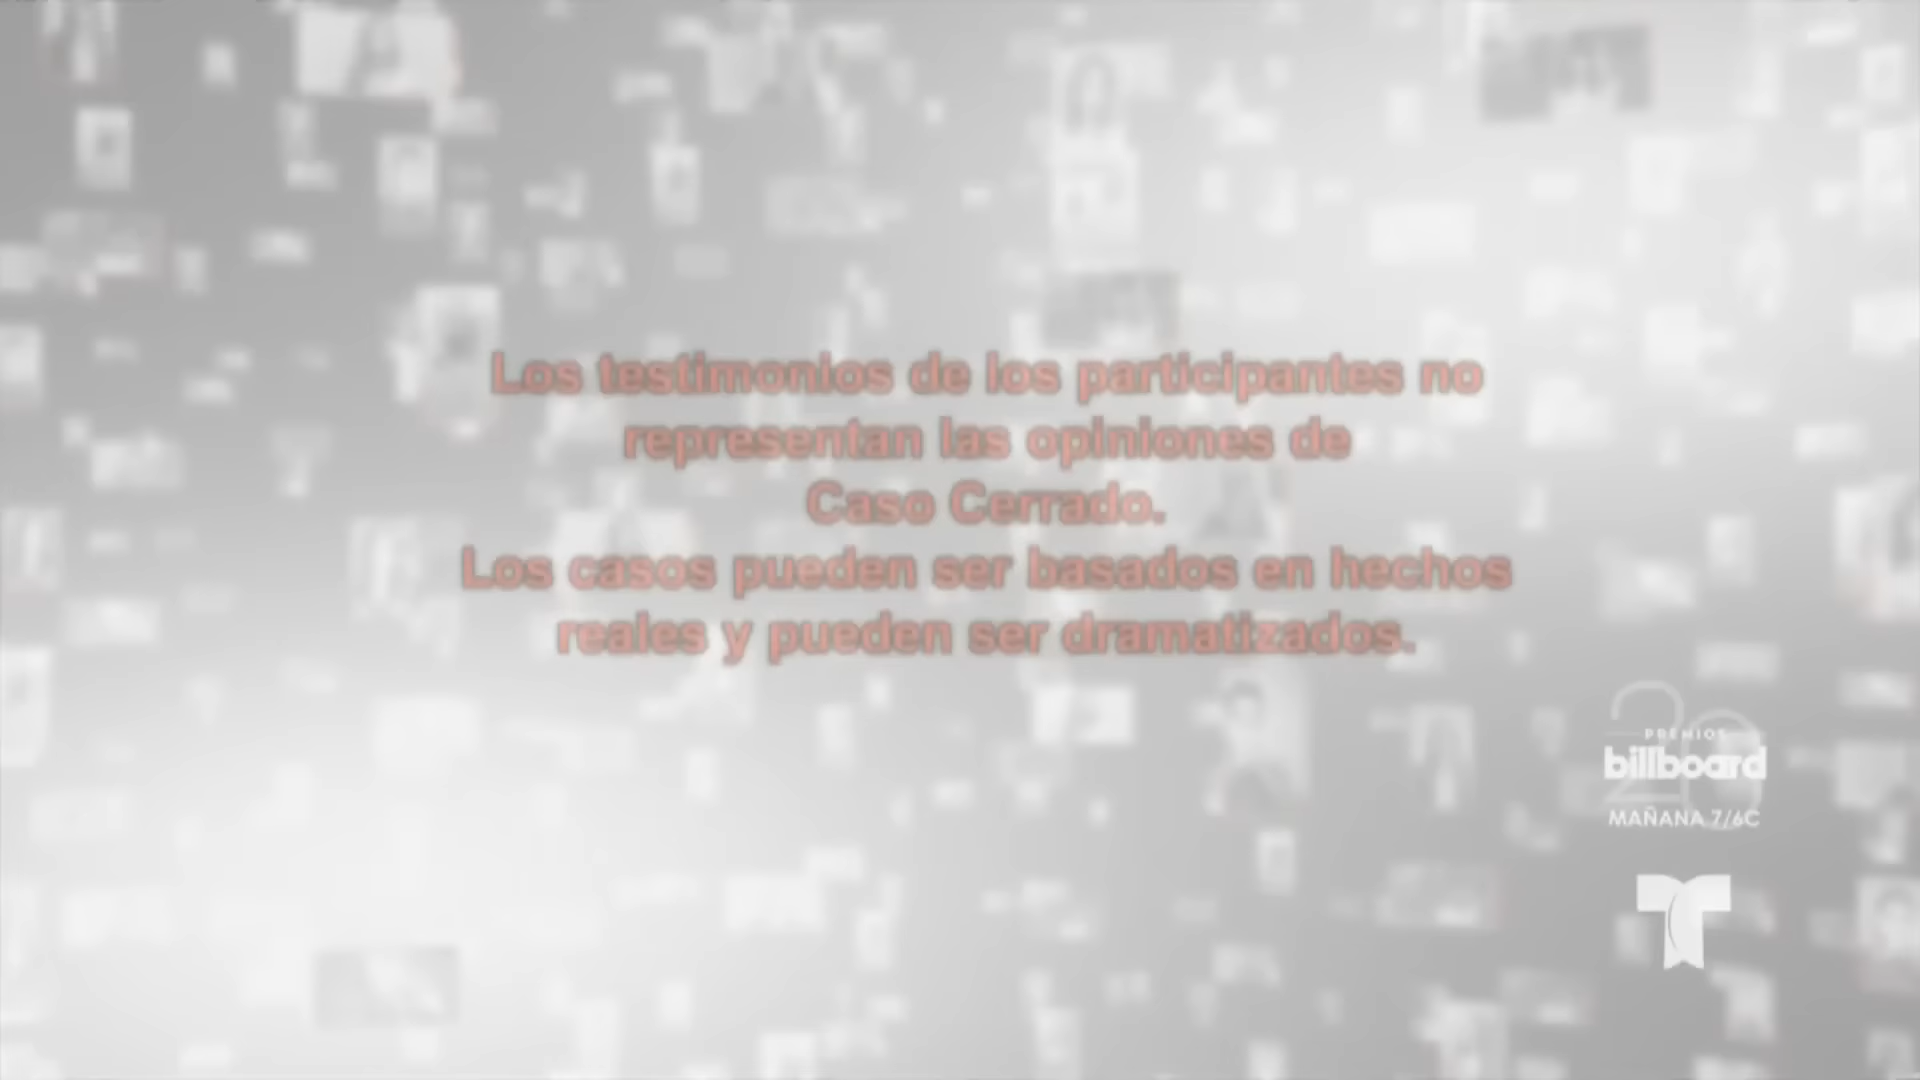 Los testimonios de los participantes no
representan las opiniones de
Caso Cerrado.
Los casos pueden ser basados en hechos
reales y pueden ser dramatizados.
20
PREMIOS
billboard
MAÑANA 7/6C
T